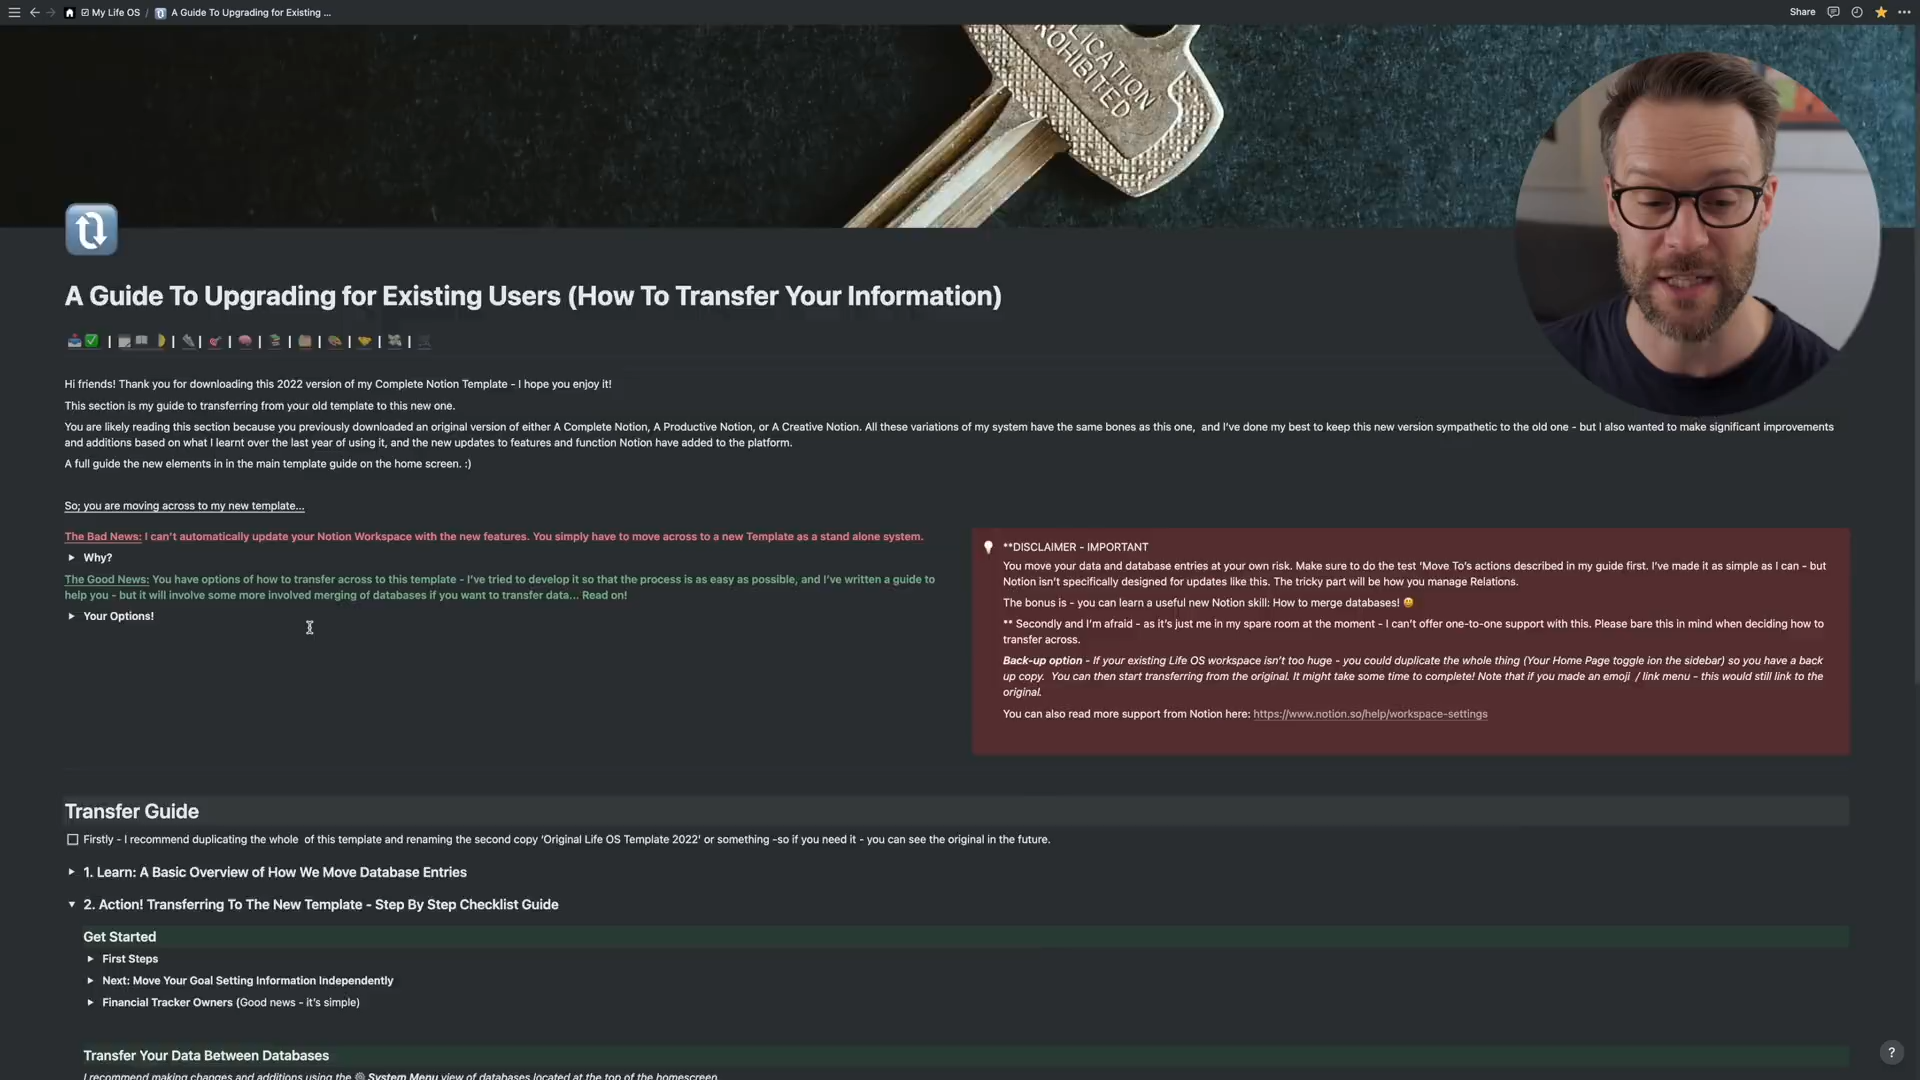 My Life OS / A Guide To Upgrading for Existing ...
Share
LICATION
PROHIBITED
A Guide To Upgrading for Existing Users (How To Transfer Your Information)
Hi friends! Thank you for downloading this 2022 version of my Complete Notion Template - I hope you enjoy it!
This section is my guide to transferring from your old template to this new one.
You are likely reading this section because you previously downloaded an original version of either A Complete Notion, A Productive Notion, or A Creative Notion. All these variations of my system have the same bones as this one, and I've done my best to keep this new version sympathetic to the old one - but I also wanted to make significant improvements
and additions based on what I learnt over the last year of using it, and the new updates to features and function Notion have added to the platform.
A full guide the new elements in in the main template guide on the home screen. :)
So; you are moving across to my new template...
The Bad News: I can't automatically update your Notion Workspace with the new features. You simply have to move across to a new Template as a stand alone system.
Why?
The Good News: You have options of how to transfer across to this template - I've tried to develop it so that the process is as easy as possible, and I've written a guide to
help you - but it will involve some more involved merging of databases if you want to transfer data... Read on!
Your Options!
**DISCLAIMER - IMPORTANT
You move your data and database entries at your own risk. Make sure to do the test 'Move To's actions described in my guide first. I've made it as simple as I can - but
Notion isn't specifically designed for updates like this. The tricky part will be how you manage Relations.
The bonus is - you can learn a useful new Notion skill: How to merge databases! 😀
** Secondly and I'm afraid - as it's just me in my spare room at the moment - I can't offer one-to-one support with this. Please bare this in mind when deciding how to
transfer across.
Back-up option - If your existing Life OS workspace isn't too huge - you could duplicate the whole thing (Your Home Page toggle ion the sidebar) so you have a back
up copy. You can then start transferring from the original. It might take some time to complete! Note that if you made an emoji / link menu - this would still link to the
original.
You can also read more support from Notion here: https://www.notion.so/help/workspace-settings
Transfer Guide
Firstly - I recommend duplicating the whole of this template and renaming the second copy 'Original Life OS Template 2022' or something -so if you need it - you can see the original in the future.
1. Learn: A Basic Overview of How We Move Database Entries
2. Action! Transferring To The New Template - Step By Step Checklist Guide
Get Started
First Steps
Next: Move Your Goal Setting Information Independently
Financial Tracker Owners (Good news - it's simple)
Transfer Your Data Between Databases
I recommend making changes and additions using the System Menu view of databases located at the top of the homescreen.
?